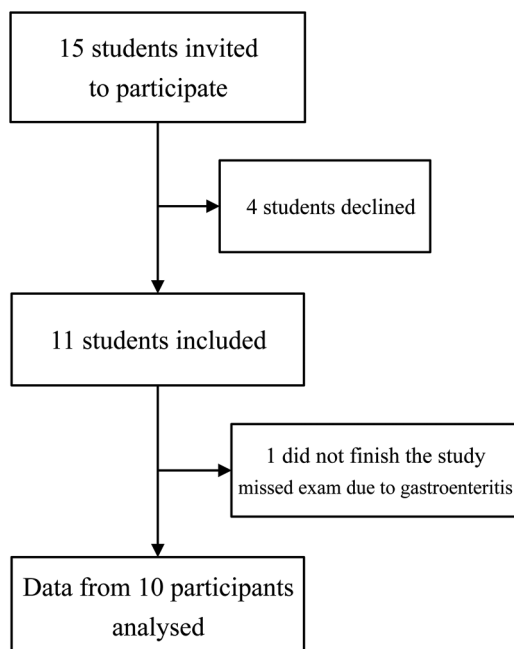 15 students invited
to participate
4 students declined
11 students included
1 did not finish the study
missed exam due to gastroenteritis
Data from 10 participants
analysed